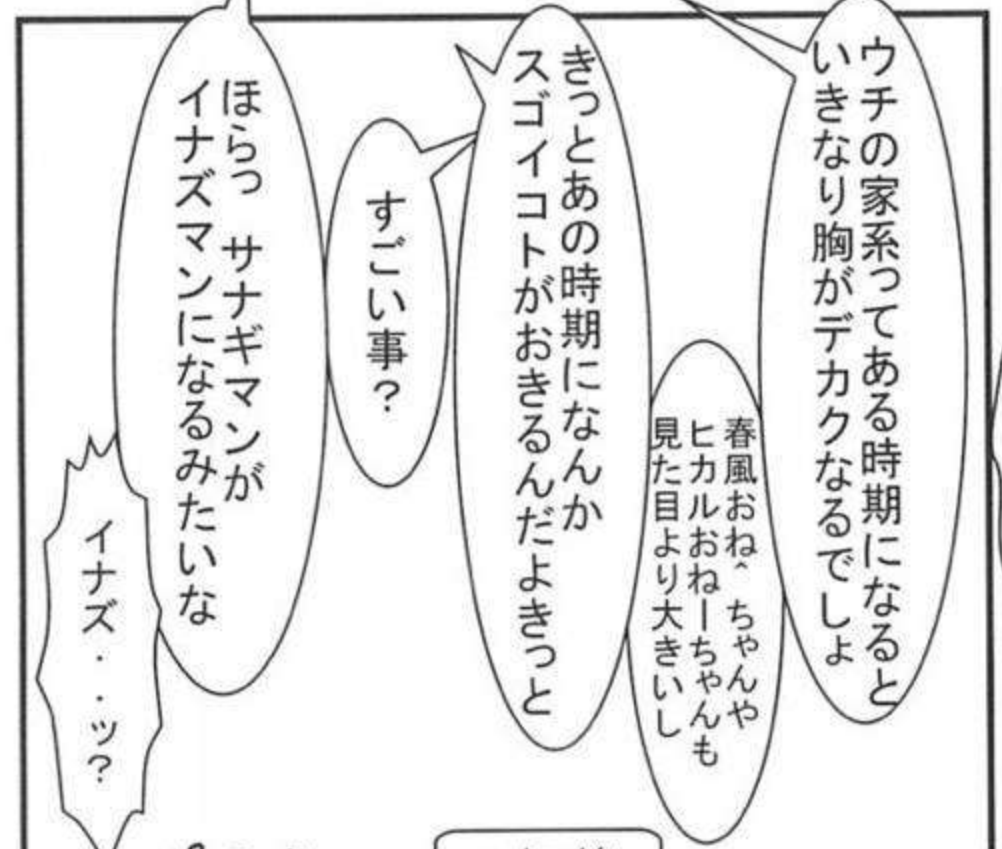 ウチの家系ってある時期になると
いきなり胸がデカクなるでしょ
春風おね^ ちゃんや
ヒカルおねーちゃんも
見た目より大きいし
きっとあの時期になんか
スゴイコトがおきるんだよきっと
すごい事？
ほらっ サナギマンが
イナズマンになるみたいな
イナズ・・ッ？